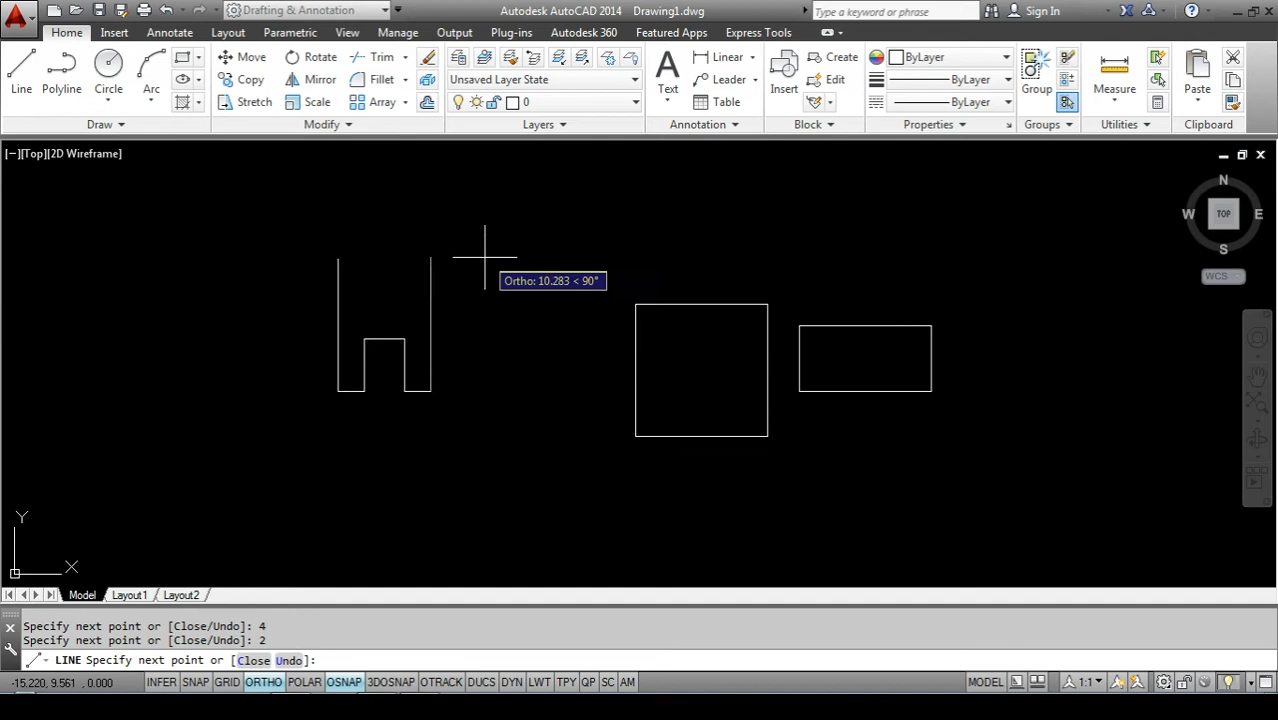 Drafting & Annotation
Autodesk AutoCAD 2014 Drawing1.dwg
Type a keyword or phrase
Sign In
Home Insert Annotate Layout Parametric View Manage Output Plug-ins Autodesk 360 Featured Apps Express Tools
Line Polyline Circle Arc
Move Rotate Trim
Copy Mirror Fillet
Stretch Scale Array
Unsaved Layer State
0
Text
Linear
Leader
Table
Insert
Create
Edit
ByLayer
ByLayer
ByLayer
Group
Measure
Paste
Draw Modify Layers Annotation Block Properties Groups Utilities Clipboard
[−][Top][2D Wireframe]
N
W TOP E
S
WCS
Ortho: 10.283 < 90°
Y
X
Model Layout1 Layout2
Specify next point or [Close/Undo]: 4
Specify next point or [Close/Undo]: 2
LINE Specify next point or [Close Undo]:
-15.220, 9.561 , 0.000 INFER SNAP GRID ORTHO POLAR OSNAP 3DOSNAP OTRACK DUCS DYN LWT TPY QP SC AM MODEL 1:1